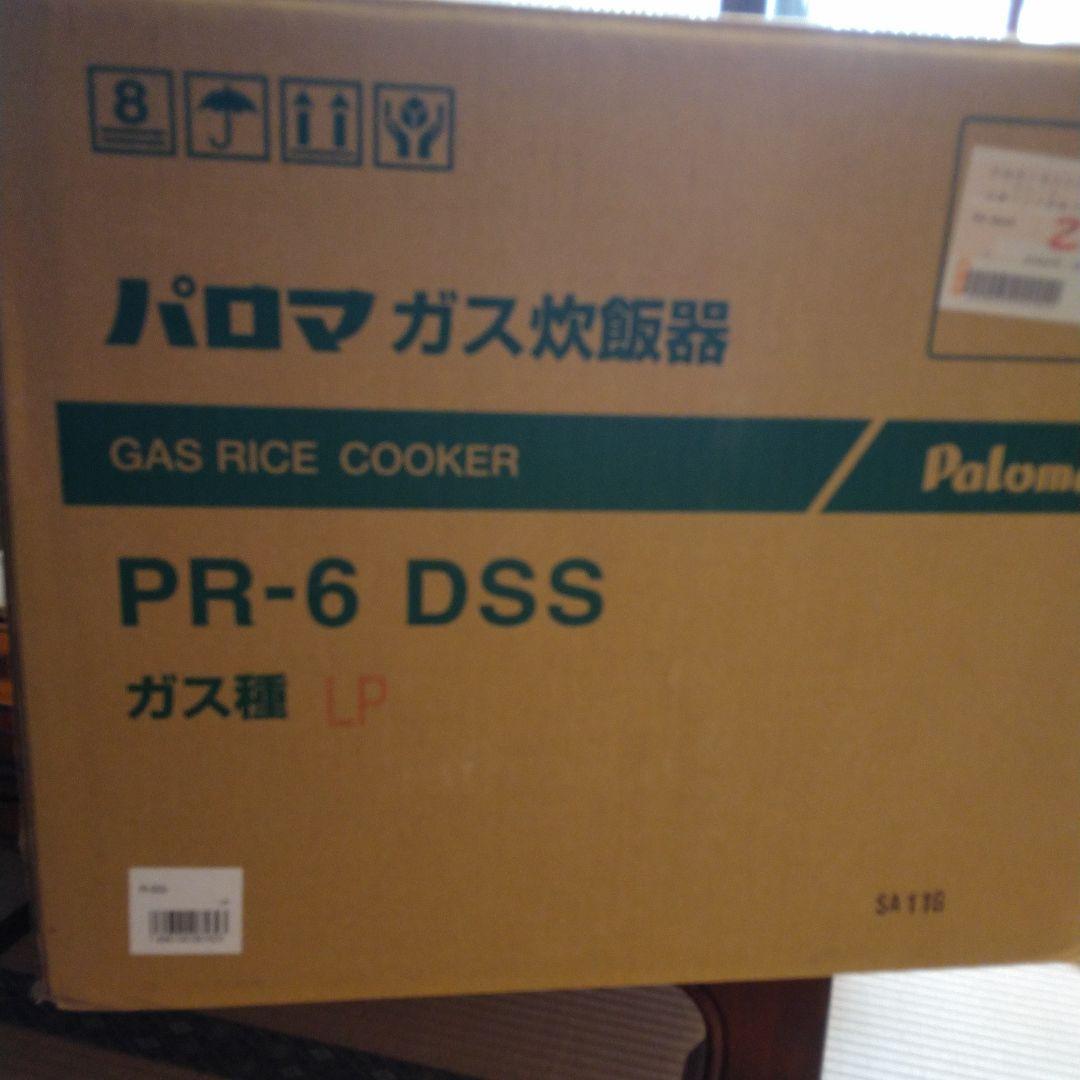 8
パロマ ガス炊飯器
GAS RICE COOKER
Paloma
PR-6 DSS
ガス種 LP
SA11G